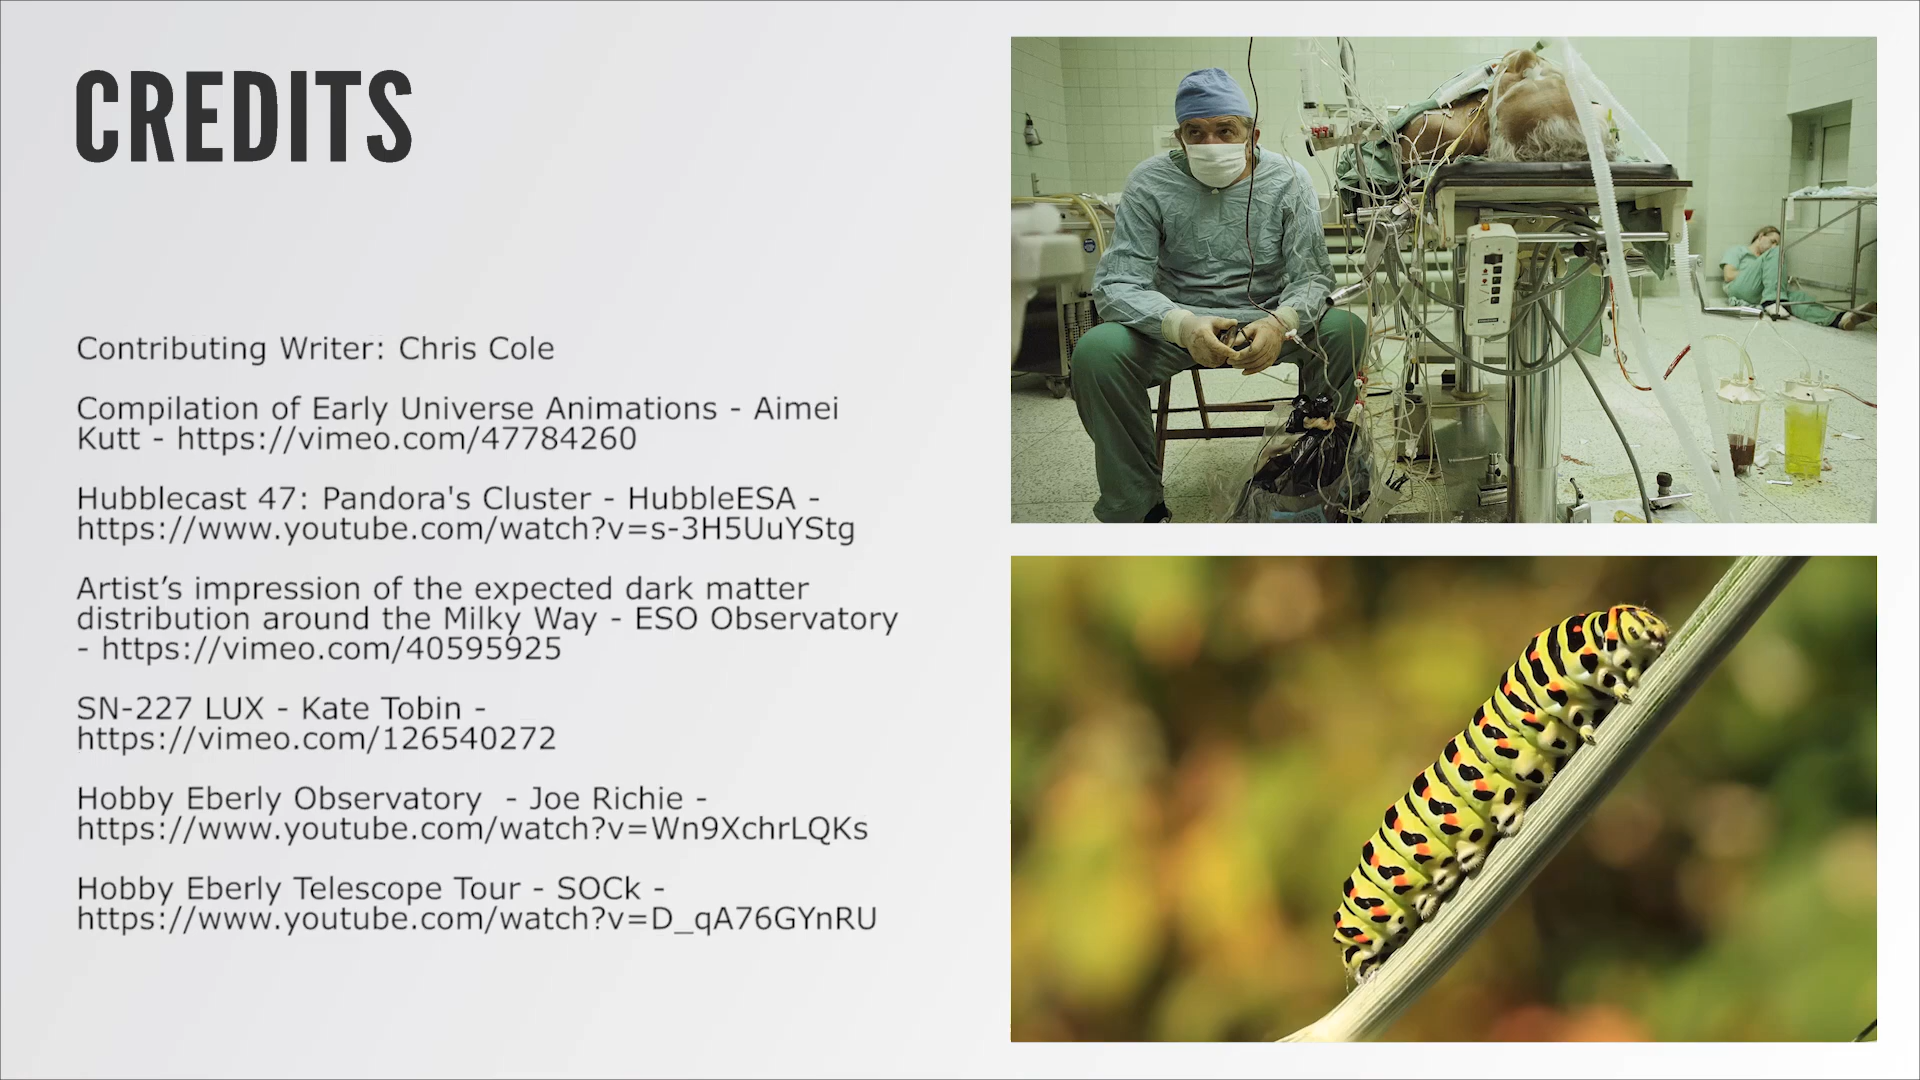 CREDITS
Contributing Writer: Chris Cole
Compilation of Early Universe Animations - Aimei
Kutt - https://vimeo.com/47784260
Hubblecast 47: Pandora's Cluster - HubbleESA -
https://www.youtube.com/watch?v=s-3H5UuYStg
Artist’s impression of the expected dark matter
distribution around the Milky Way - ESO Observatory
- https://vimeo.com/40595925
SN-227 LUX - Kate Tobin -
https://vimeo.com/126540272
Hobby Eberly Observatory  - Joe Richie -
https://www.youtube.com/watch?v=Wn9XchrLQKs
Hobby Eberly Telescope Tour - SOCk -
https://www.youtube.com/watch?v=D_qA76GYnRU